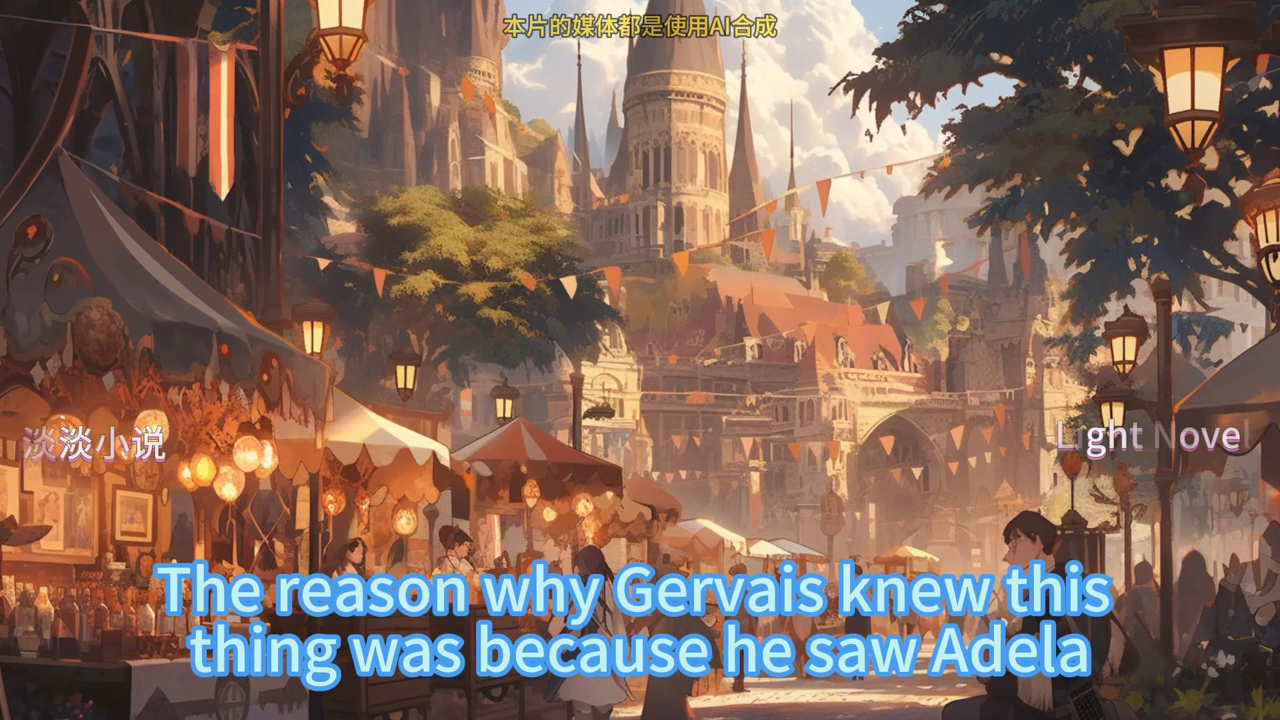 本片的媒体都是使用AI合成
淡淡小说
Light Novel
The reason why Gervais knew this
thing was because he saw Adela